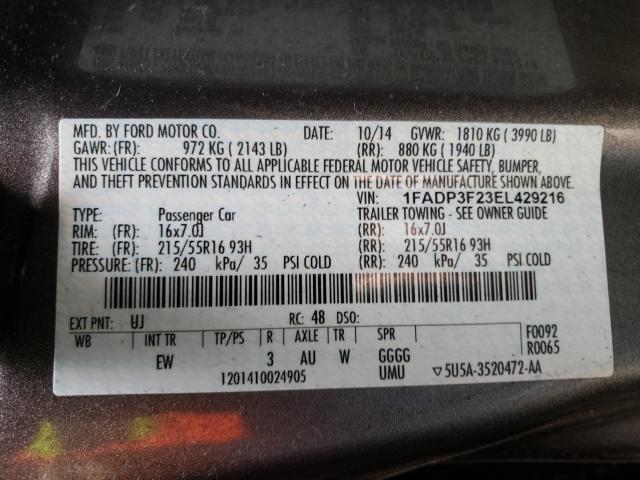 MFD. BY FORD MOTOR CO. DATE: 10/14 GVWR: 1810 KG ( 3990 LB)
GAWR: (FR): 972 KG ( 2143 LB) (RR): 880 KG ( 1940 LB)
THIS VEHICLE CONFORMS TO ALL APPLICABLE FEDERAL MOTOR VEHICLE SAFETY, BUMPER,
AND THEFT PREVENTION STANDARDS IN EFFECT ON THE DATE OF MANUFACTURE SHOWN ABOVE.
VIN: 1FADP3F23EL429216
TYPE: Passenger Car TRAILER TOWING - SEE OWNER GUIDE
RIM: (FR): 16x7.0J (RR): 16x7.0J
TIRE: (FR): 215/55R16 93H (RR): 215/55R16 93H
PRESSURE: (FR): 240 kPa/ 35 PSI COLD (RR): 240 kPa/ 35 PSI COLD
EXT PNT: UJ RC: 48 DSO:
WB INT TR TP/PS R AXLE TR SPR F0092
EW 3 AU W GGGG R0065
1201410024905 UMU ▽5U5A-3520472-AA